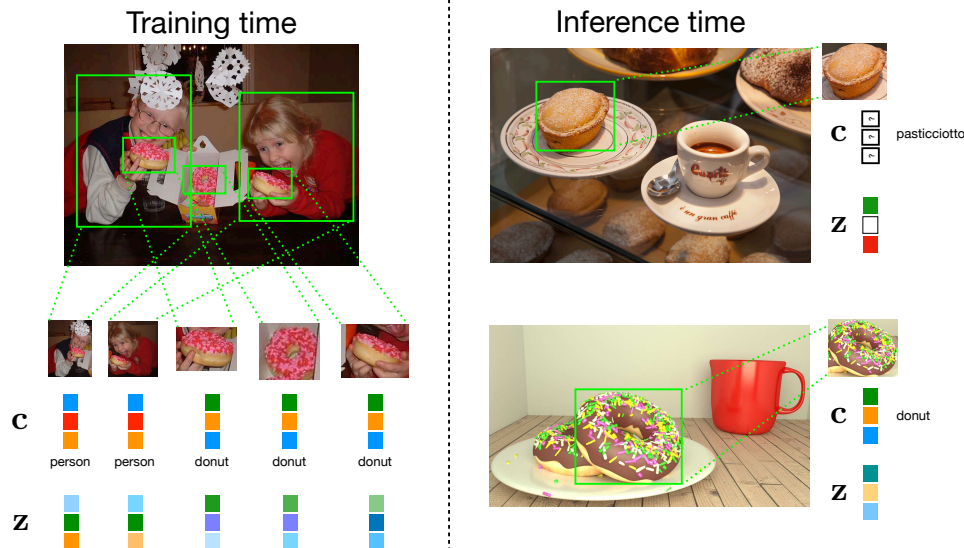 Training time
Inference time
c
person
person
donut
donut
donut
z
c
?
?
?
pasticciotto
z
è un gran caffè
c
donut
z